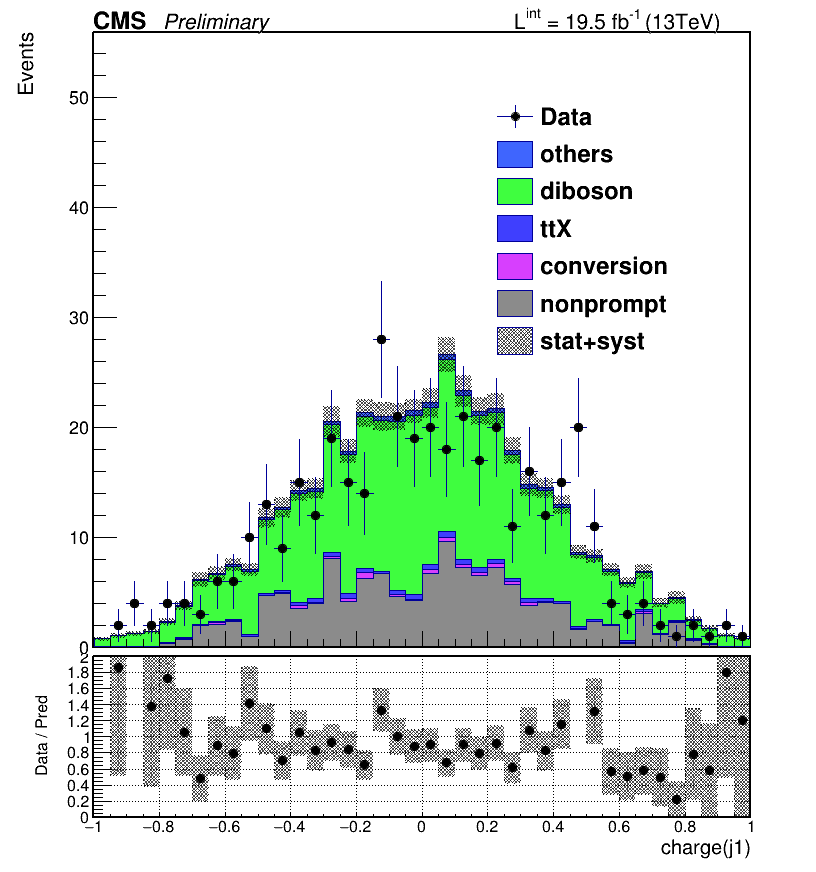 CMS Preliminary L^int = 19.5 fb^-1 (13TeV)
Events
50
40
30
20
10
0
Data
others
diboson
ttX
conversion
nonprompt
stat+syst
Data / Pred
2
1.8
1.6
1.4
1.2
1
0.8
0.6
0.4
0.2
0
−1 −0.8 −0.6 −0.4 −0.2 0 0.2 0.4 0.6 0.8 1
charge(j1)